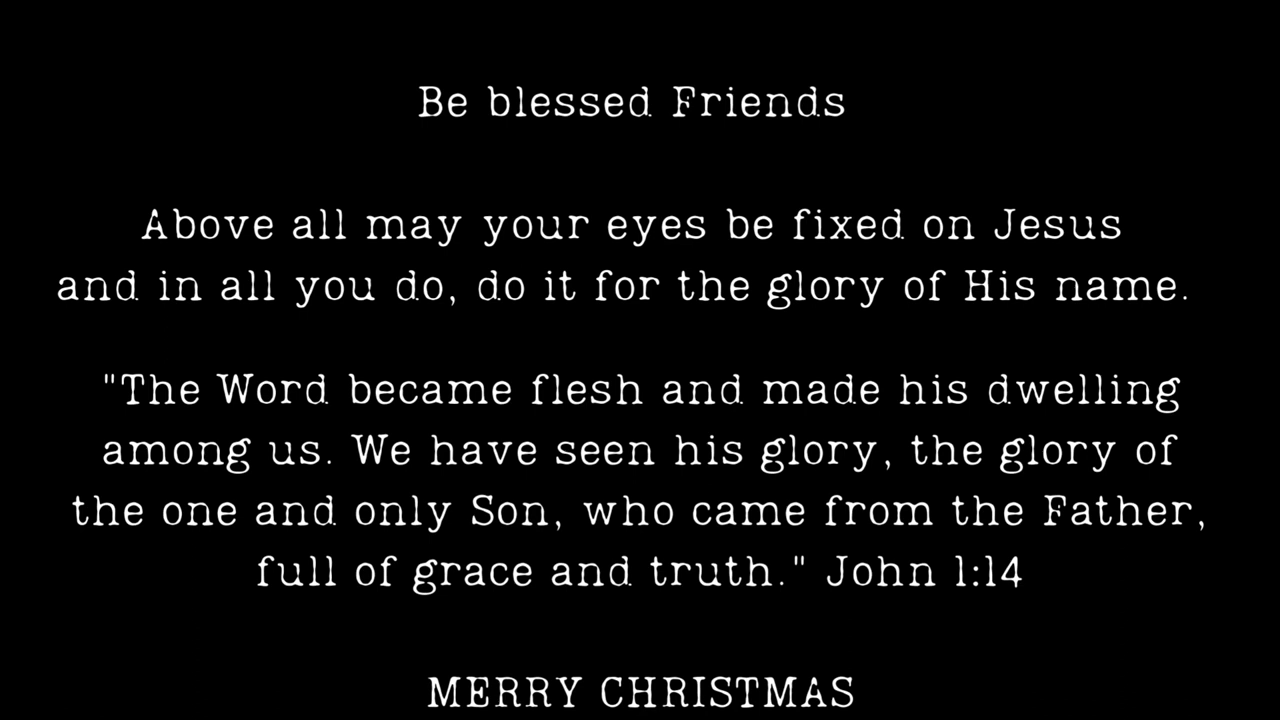 Be blessed Friends
Above all may your eyes be fixed on Jesus
and in all you do, do it for the glory of His name.
"The Word became flesh and made his dwelling
among us. We have seen his glory, the glory of
the one and only Son, who came from the Father,
full of grace and truth." John 1:14
MERRY CHRISTMAS